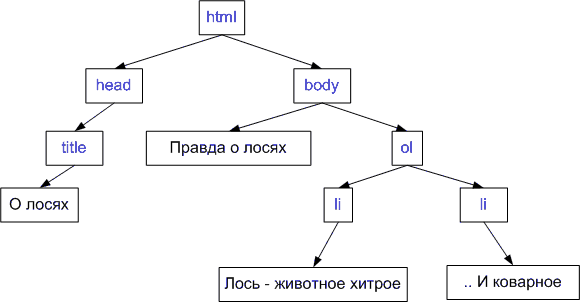 html
head
body
title
Правда о лосях
ol
О лосях
li
li
Лось - животное хитрое
.. И коварное